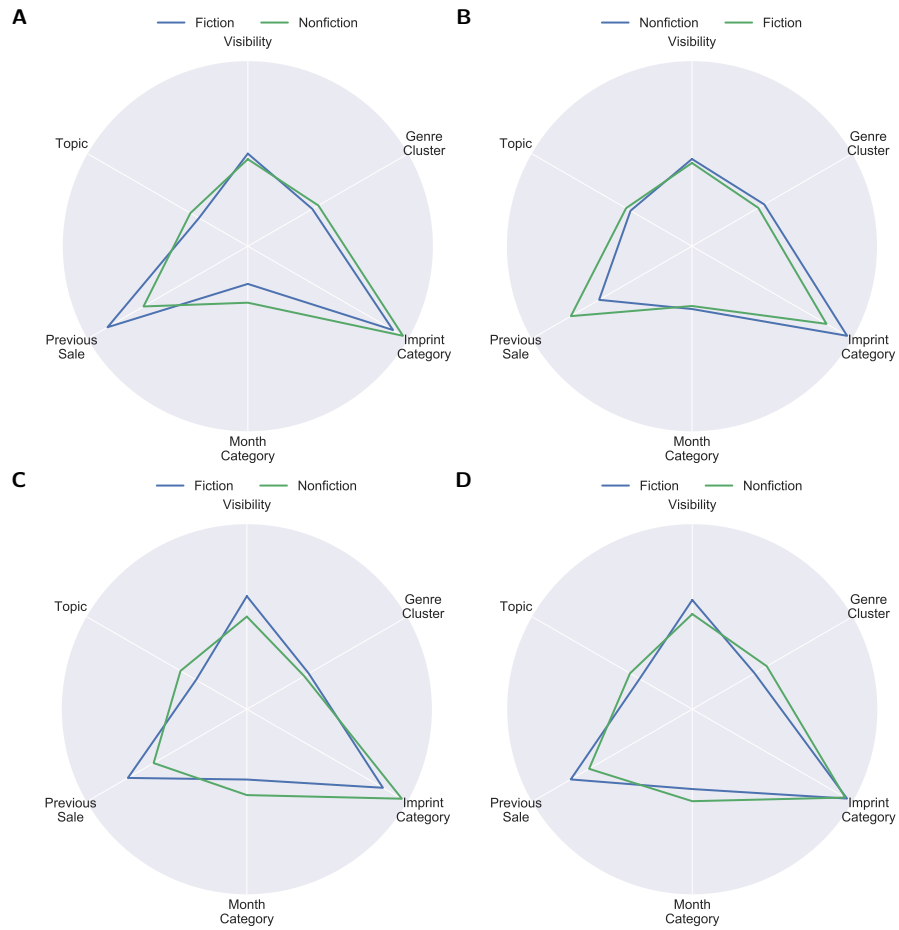 A
Fiction Nonfiction
Visibility
Genre
Cluster
Topic
Previous
Sale
Imprint
Category
Month
Category
B
Nonfiction Fiction
Visibility
Genre
Cluster
Topic
Previous
Sale
Imprint
Category
Month
Category
C
Fiction Nonfiction
Visibility
Genre
Cluster
Topic
Previous
Sale
Imprint
Category
Month
Category
D
Fiction Nonfiction
Visibility
Genre
Cluster
Topic
Previous
Sale
Imprint
Category
Month
Category